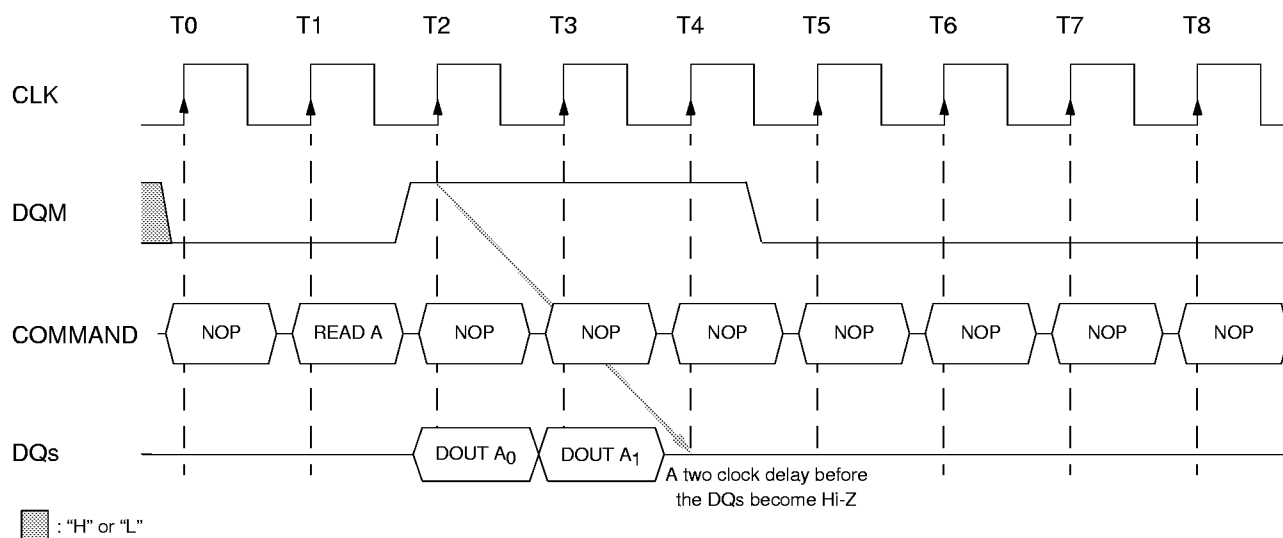 T0 T1 T2 T3 T4 T5 T6 T7 T8
CLK
DQM
COMMAND NOP READ A NOP NOP NOP NOP NOP NOP NOP
DQs DOUT A0 DOUT A1
A two clock delay before
the DQs become Hi-Z
: “H” or “L”